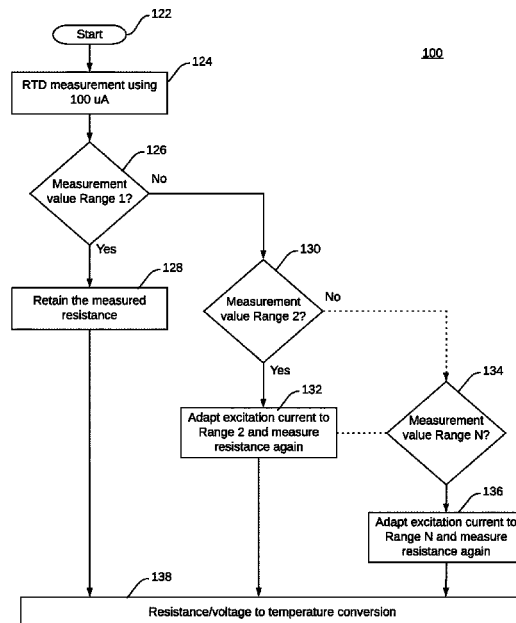 122
Start
100
124
RTD measurement using
100 uA
126
Measurement
value Range 1?
No
Yes
128
Retain the measured
resistance
130
Measurement
value Range 2?
No
Yes
132
Adapt excitation current to
Range 2 and measure
resistance again
134
Measurement
value Range N?
136
Adapt excitation current to
Range N and measure
resistance again
138
Resistance/voltage to temperature conversion